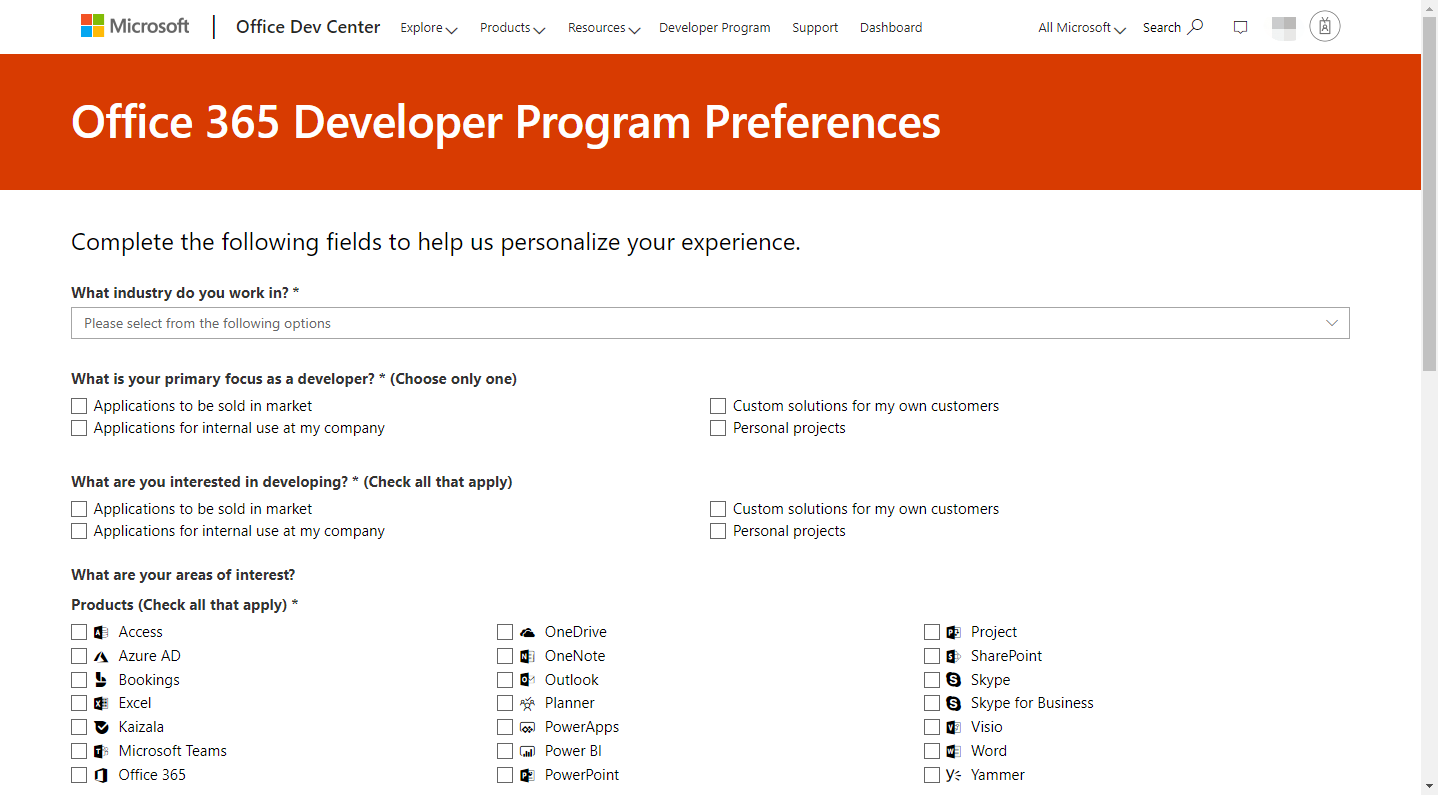 Microsoft Office Dev Center Explore Products Resources Developer Program Support Dashboard All Microsoft Search
Office 365 Developer Program Preferences
Complete the following fields to help us personalize your experience.
What industry do you work in? *
Please select from the following options
What is your primary focus as a developer? * (Choose only one)
Applications to be sold in market Custom solutions for my own customers
Applications for internal use at my company Personal projects
What are you interested in developing? * (Check all that apply)
Applications to be sold in market Custom solutions for my own customers
Applications for internal use at my company Personal projects
What are your areas of interest?
Products (Check all that apply) *
Access OneDrive Project
Azure AD OneNote SharePoint
Bookings Outlook Skype
Excel Planner Skype for Business
Kaizala PowerApps Visio
Microsoft Teams Power BI Word
Office 365 PowerPoint Yammer